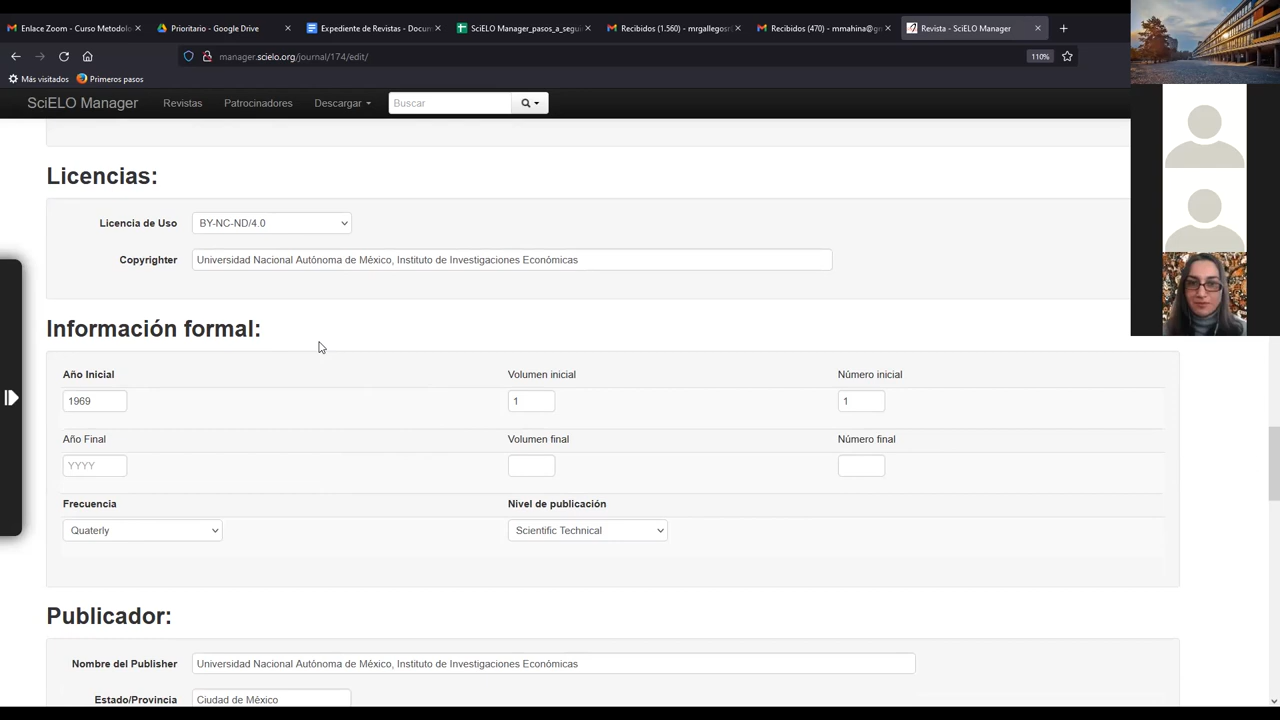 Enlace Zoom - Curso Metodolo
Prioritario - Google Drive
Expediente de Revistas - Docum
SciELO Manager_pasos_a_segui
Recibidos (1.560) - mrgallegosr
Recibidos (470) - mmahina@gr
Revista - SciELO Manager
manager.scielo.org/journal/174/edit/
110%
Más visitados
Primeros pasos
SciELO Manager
Revistas
Patrocinadores
Descargar
Buscar
Licencias:
Licencia de Uso
BY-NC-ND/4.0
Copyrighter
Universidad Nacional Autónoma de México, Instituto de Investigaciones Económicas
Información formal:
Año Inicial
Volumen inicial
Número inicial
1969
1
1
Año Final
Volumen final
Número final
YYYY
Frecuencia
Nivel de publicación
Quaterly
Scientific Technical
Publicador:
Nombre del Publisher
Universidad Nacional Autónoma de México, Instituto de Investigaciones Económicas
Estado/Provincia
Ciudad de México